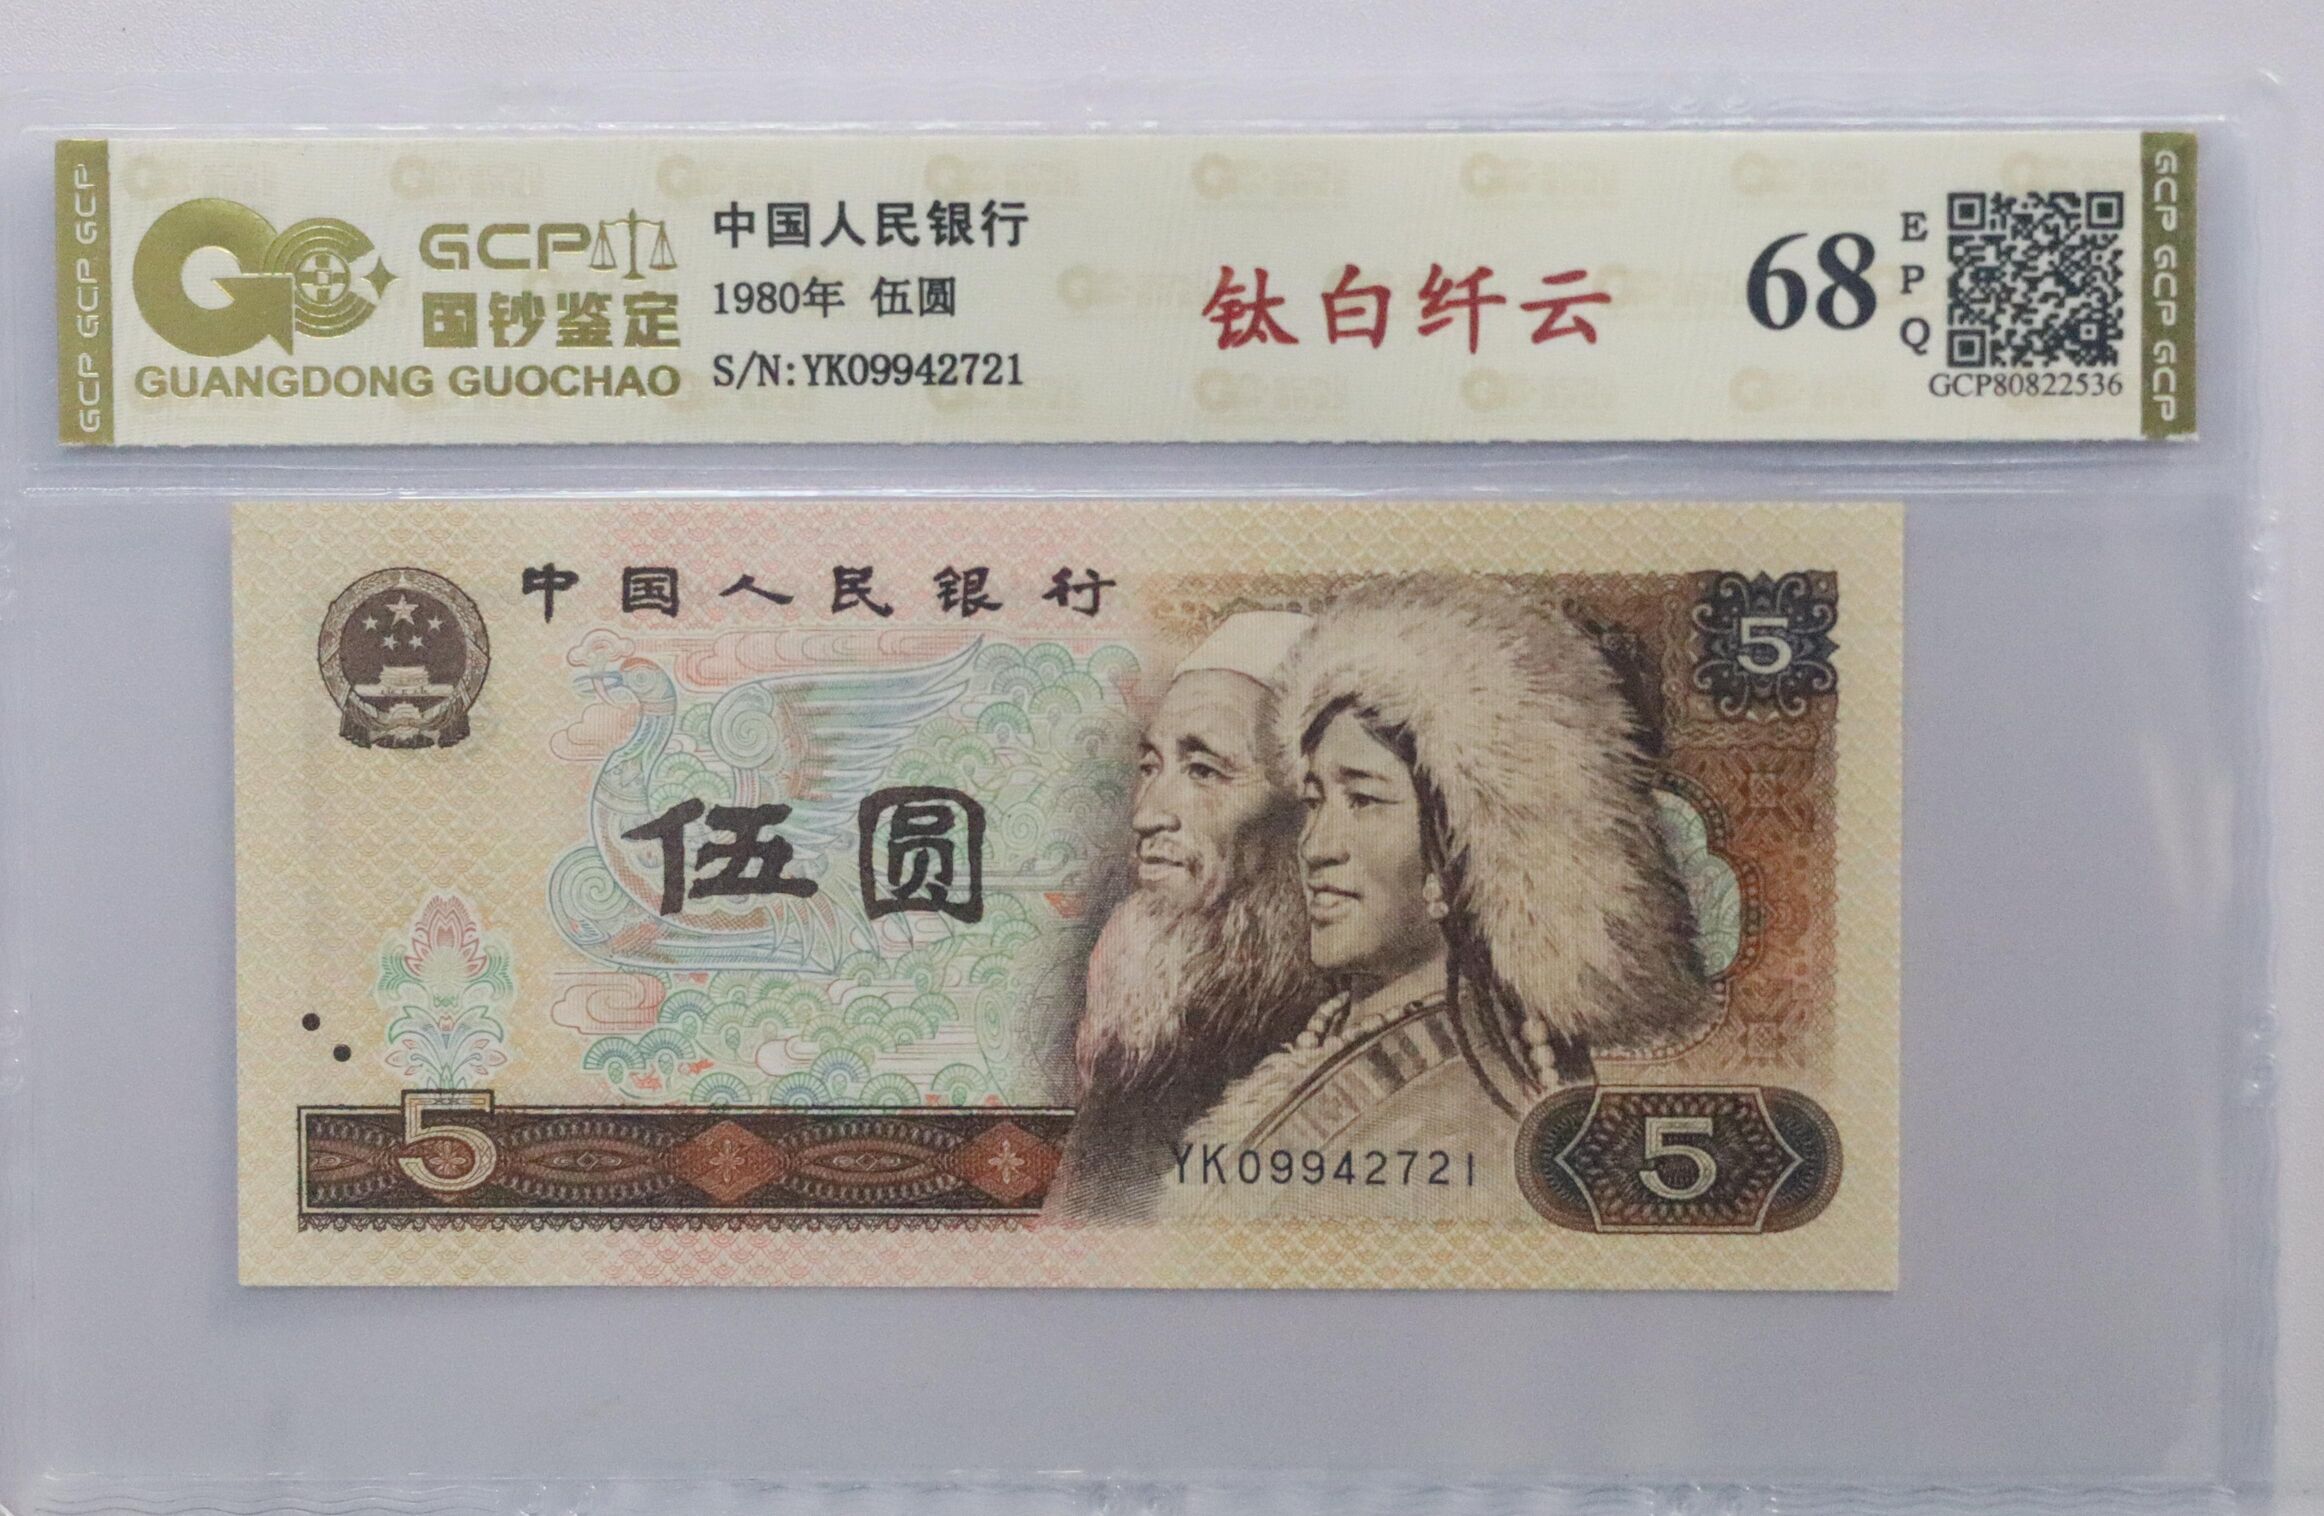 GCP GCP GCP
GCP
国钞鉴定
GUANGDONG GUOCHAO
中国人民银行
1980年 伍圆
S/N:YK09942721
钛白纤云
68
EPQ
GCP80822536
GCP GCP GCP
中国人民银行
5
伍圆
5
YK09942721
5